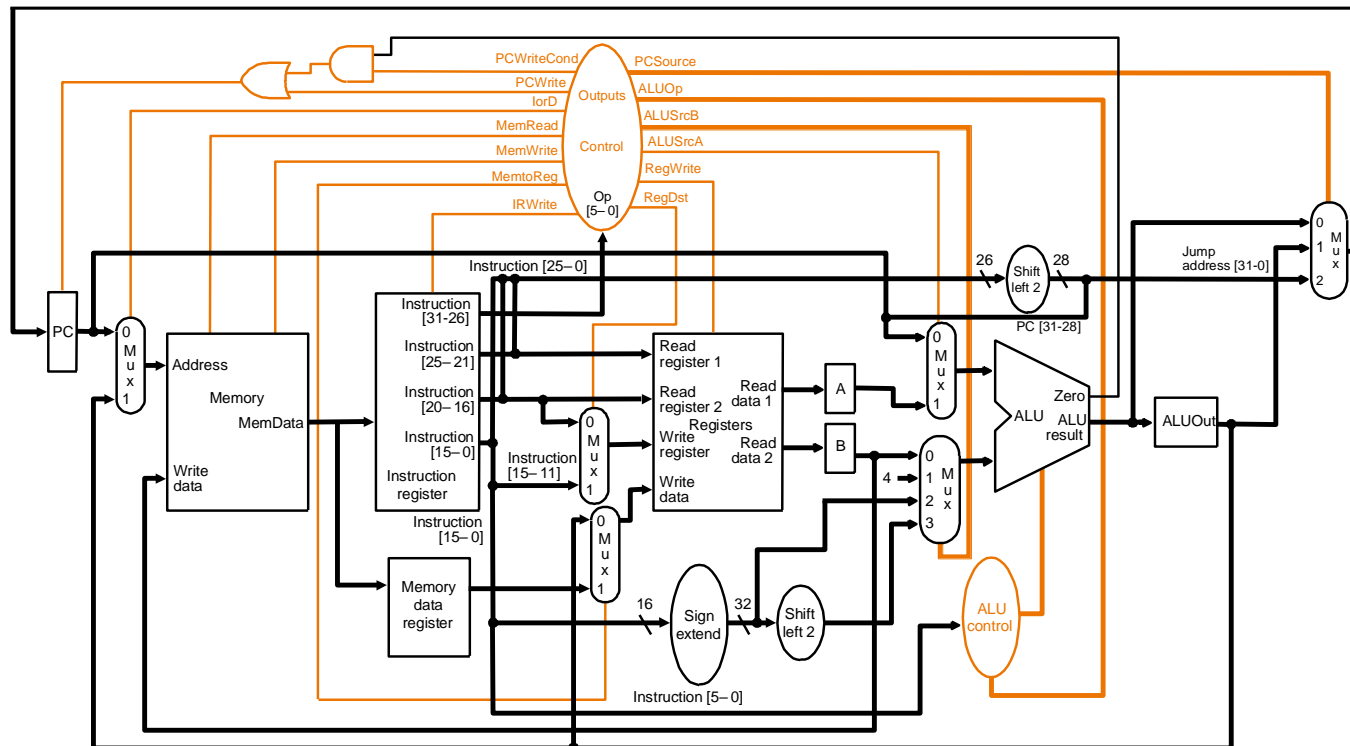 PCWriteCond
PCWrite
IorD
MemRead
MemWrite
MemtoReg
IRWrite
Outputs
Control
Op
[5–0]
PCSource
ALUOp
ALUSrcB
ALUSrcA
RegWrite
RegDst
PC
0
M
u
x
1
Address
Memory
MemData
Write
data
Instruction [25–0]
Instruction
[31-26]
Instruction
[25–21]
Instruction
[20–16]
Instruction
[15–0]
Instruction
register
Instruction
[15–0]
Memory
data
register
Instruction
[15–11]
0
M
u
x
1
0
M
u
x
1
Read
register 1
Read
register 2
Registers
Write
register
Write
data
Read
data 1
Read
data 2
16
Sign
extend
32
Shift
left 2
Instruction [5–0]
A
B
4
0
M
u
x
1
0
1
2
3
M
u
x
26
Shift
left 2
28
PC [31-28]
Jump
address [31-0]
Zero
ALU
ALU
result
ALUOut
ALU
control
0
1
2
M
u
x